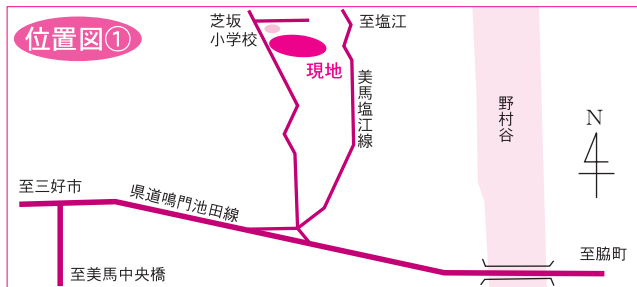 位置図①
芝坂
小学校
現地
至塩江
美馬塩江線
野村谷
N
至三好市
県道鳴門池田線
至美馬中央橋
至脇町